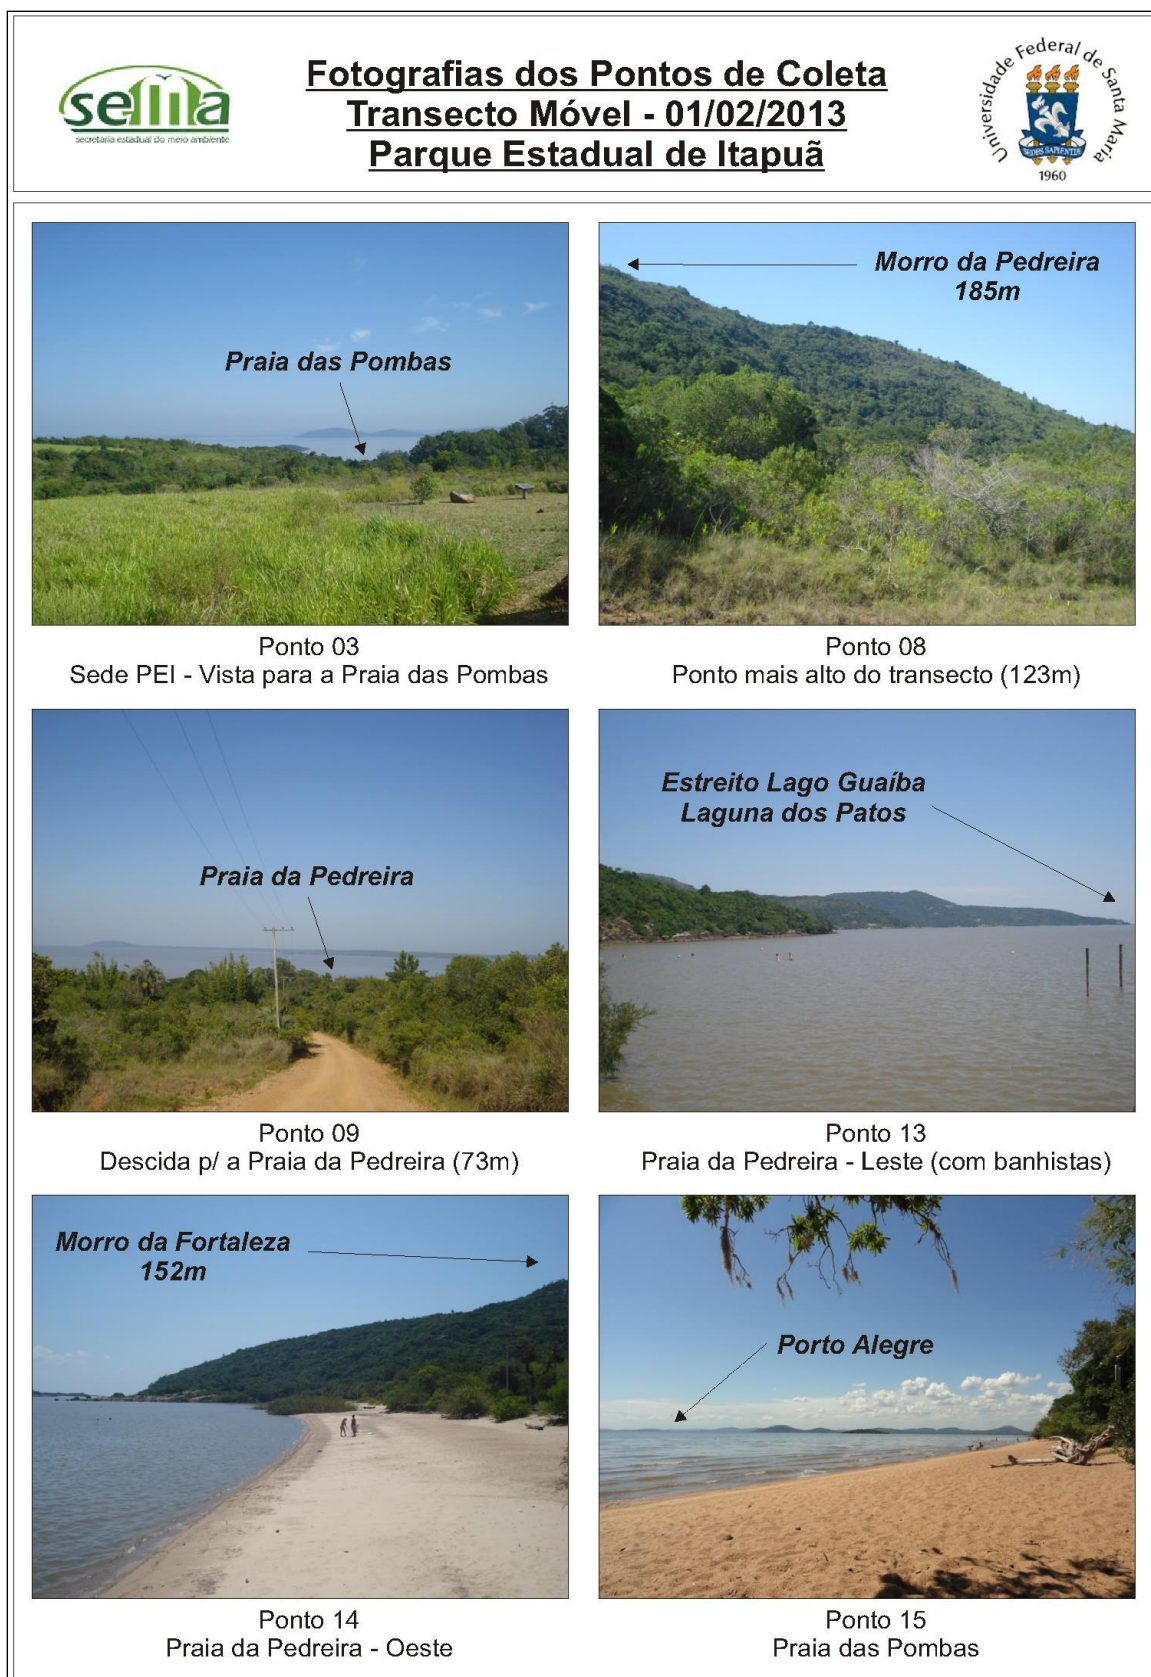 sema
secretaria estadual do meio ambiente
Fotografias dos Pontos de Coleta
Transecto Móvel - 01/02/2013
Parque Estadual de Itapuã
Universidade Federal de Santa Maria
SEDES SAPIENTIAE
1960
Praia das Pombas
Morro da Pedreira
185m
Ponto 03
Sede PEI - Vista para a Praia das Pombas
Ponto 08
Ponto mais alto do transecto (123m)
Praia da Pedreira
Estreito Lago Guaíba
Laguna dos Patos
Ponto 09
Descida p/ a Praia da Pedreira (73m)
Ponto 13
Praia da Pedreira - Leste (com banhistas)
Morro da Fortaleza
152m
Porto Alegre
Ponto 14
Praia da Pedreira - Oeste
Ponto 15
Praia das Pombas